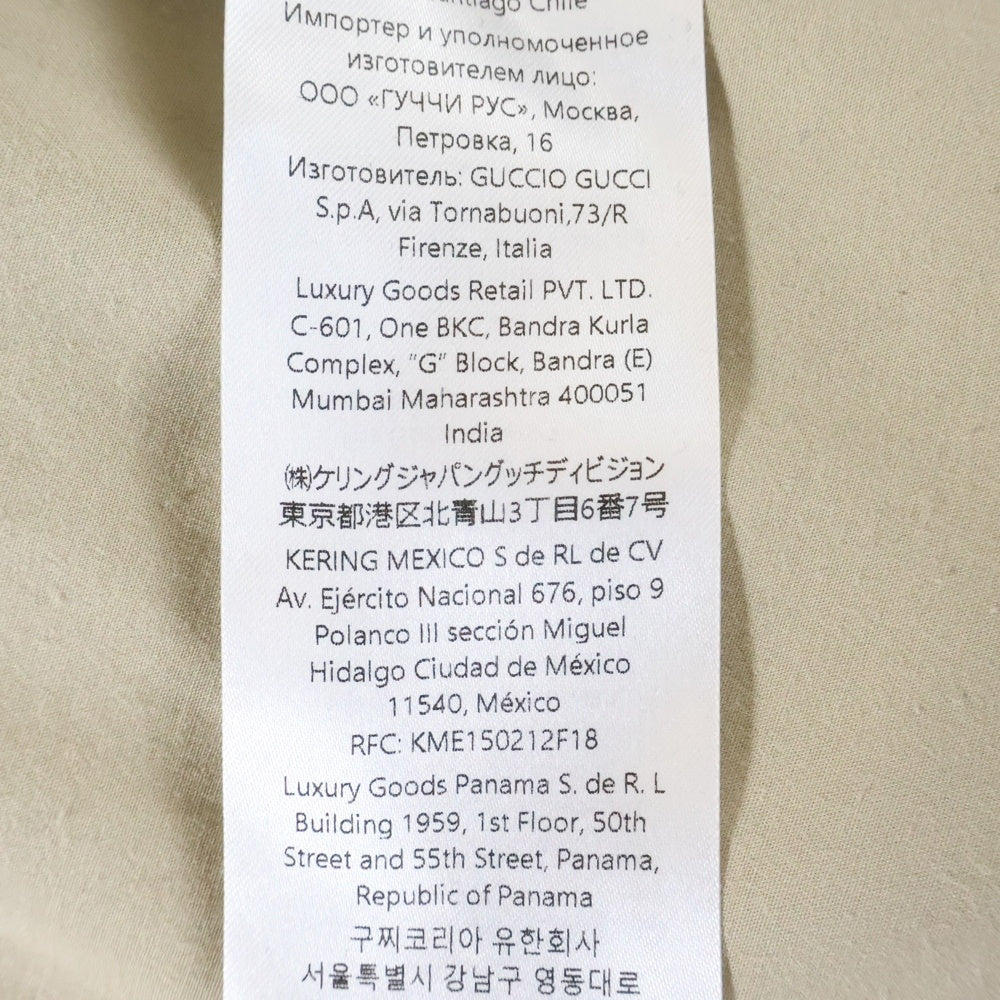 Santiago Chile
Импортер и уполномоченное
изготовителем лицо:
ООО «ГУЧЧИ РУС», Москва,
Петровка, 16
Изготовитель: GUCCIO GUCCI
S.p.A, via Tornabuoni,73/R
Firenze, Italia
Luxury Goods Retail PVT. LTD.
C-601, One BKC, Bandra Kurla
Complex, "G" Block, Bandra (E)
Mumbai Maharashtra 400051
India
㈱ケリングジャパングッチディビジョン
東京都港区北青山3丁目6番7号
KERING MEXICO S de RL de CV
Av. Ejército Nacional 676, piso 9
Polanco III sección Miguel
Hidalgo Ciudad de México
11540, México
RFC: KME150212F18
Luxury Goods Panama S. de R. L
Building 1959, 1st Floor, 50th
Street and 55th Street, Panama,
Republic of Panama
구찌코리아 유한회사
서울특별시 강남구 영동대로